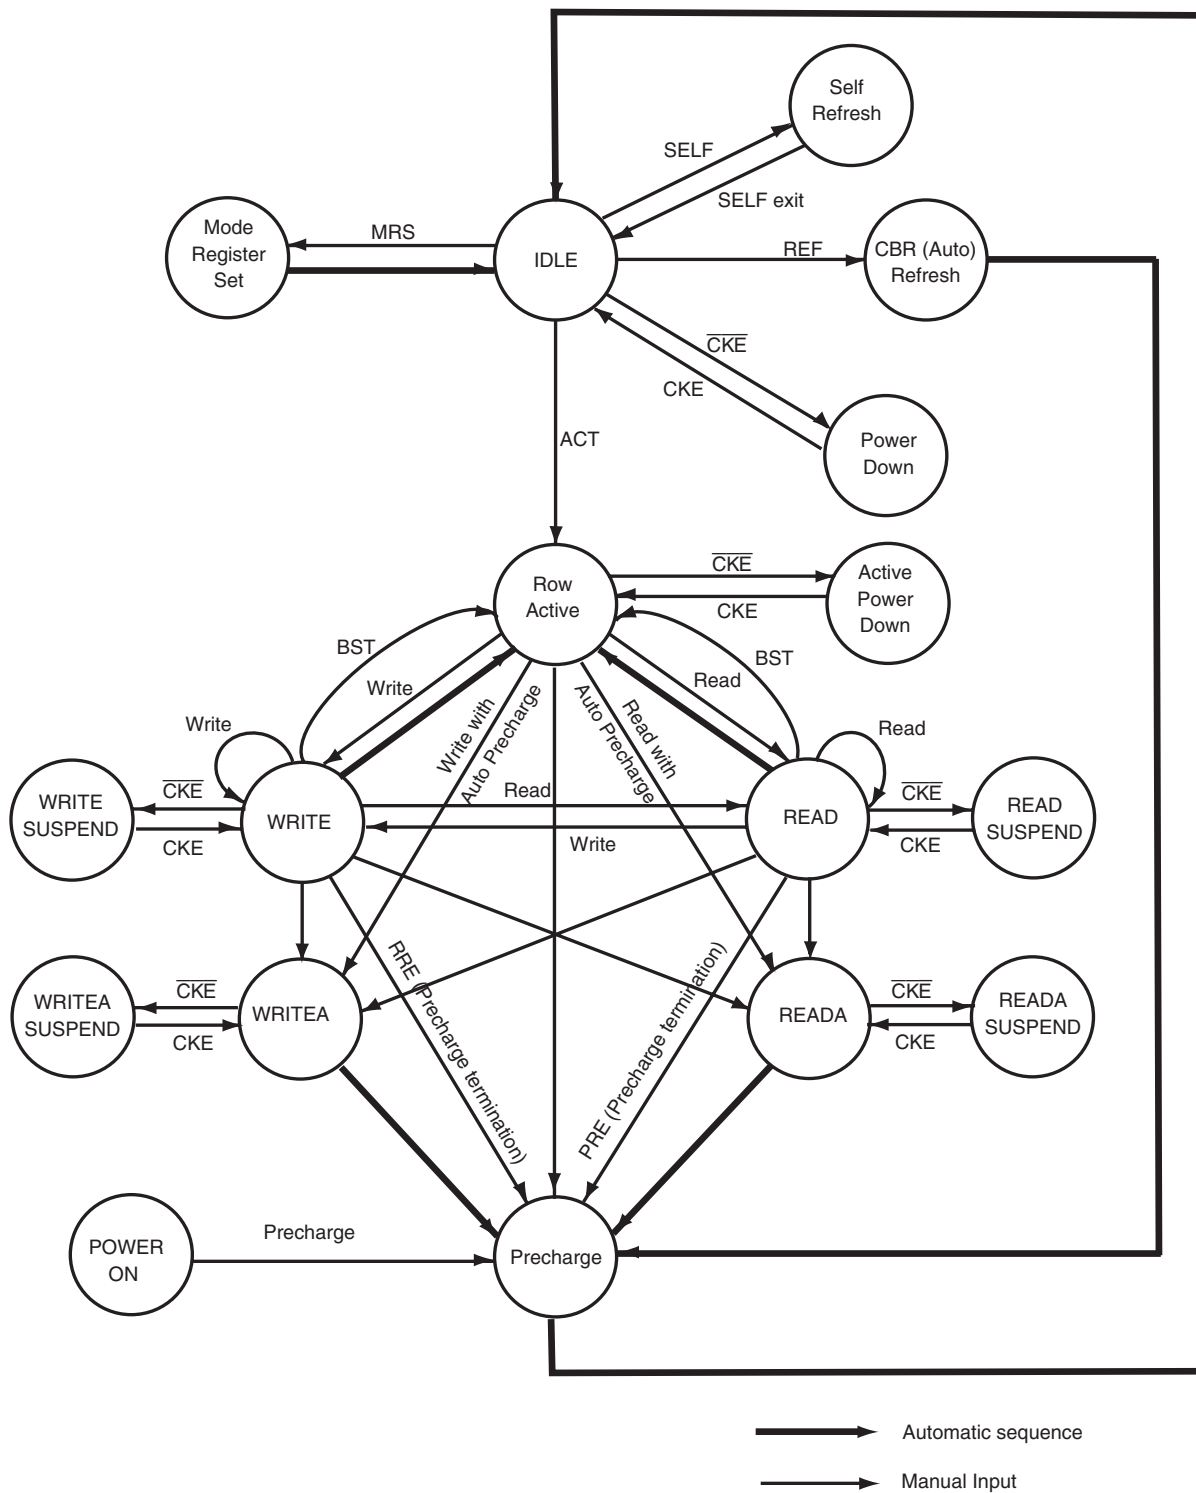 Self
Refresh
SELF
SELF exit
Mode
Register
Set
MRS
IDLE
REF
CBR (Auto)
Refresh
CKE
CKE
Power
Down
ACT
Row
Active
CKE
CKE
Active
Power
Down
BST
BST
Write
Read
Write with
Auto Precharge
Read with
Auto Precharge
Write
Read
WRITE
SUSPEND
CKE
CKE
WRITE
Read
Write
READ
CKE
CKE
READ
SUSPEND
WRITEA
SUSPEND
CKE
CKE
WRITEA
RRE (Precharge termination)
PRE (Precharge termination)
READA
CKE
CKE
READA
SUSPEND
POWER
ON
Precharge
Precharge
Automatic sequence
Manual Input